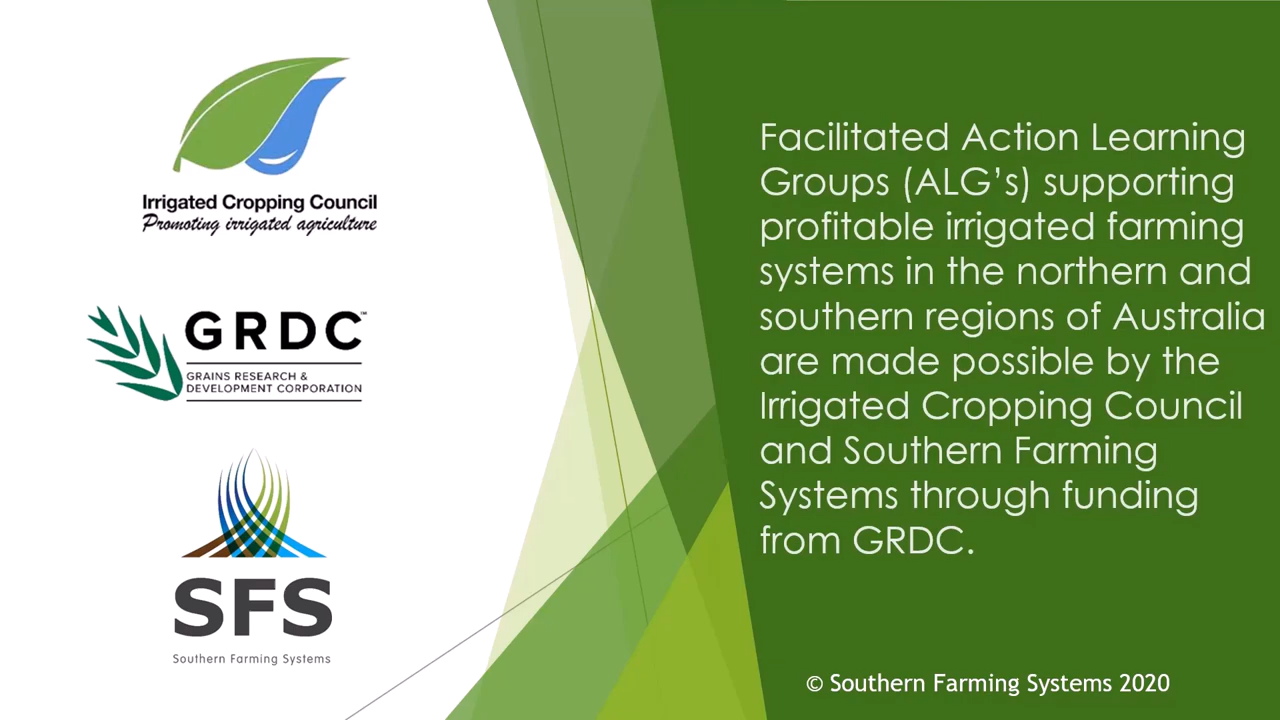 Irrigated Cropping Council
Promoting irrigated agriculture
GRDC™
GRAINS RESEARCH &
DEVELOPMENT CORPORATION
SFS
Southern Farming Systems
Facilitated Action Learning
Groups (ALG’s) supporting
profitable irrigated farming
systems in the northern and
southern regions of Australia
are made possible by the
Irrigated Cropping Council
and Southern Farming
Systems through funding
from GRDC.
© Southern Farming Systems 2020